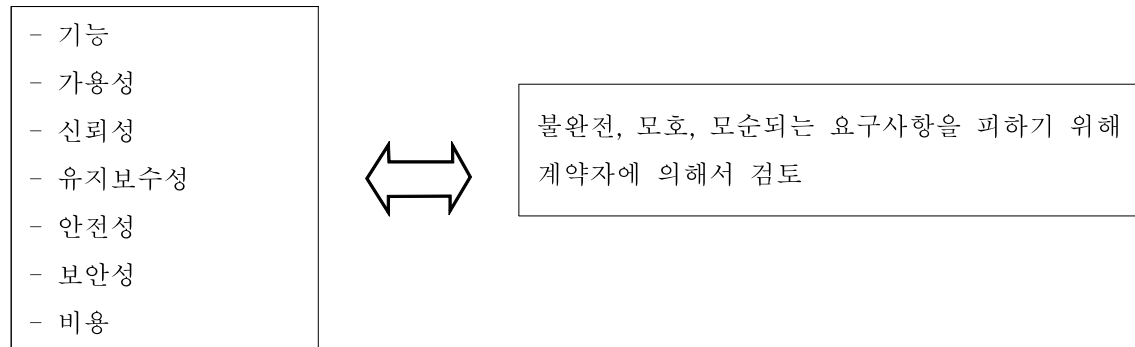 - 기능
- 가용성
- 신뢰성
- 유지보수성
- 안전성
- 보안성
- 비용
불완전, 모호, 모순되는 요구사항을 피하기 위해
계약자에 의해서 검토